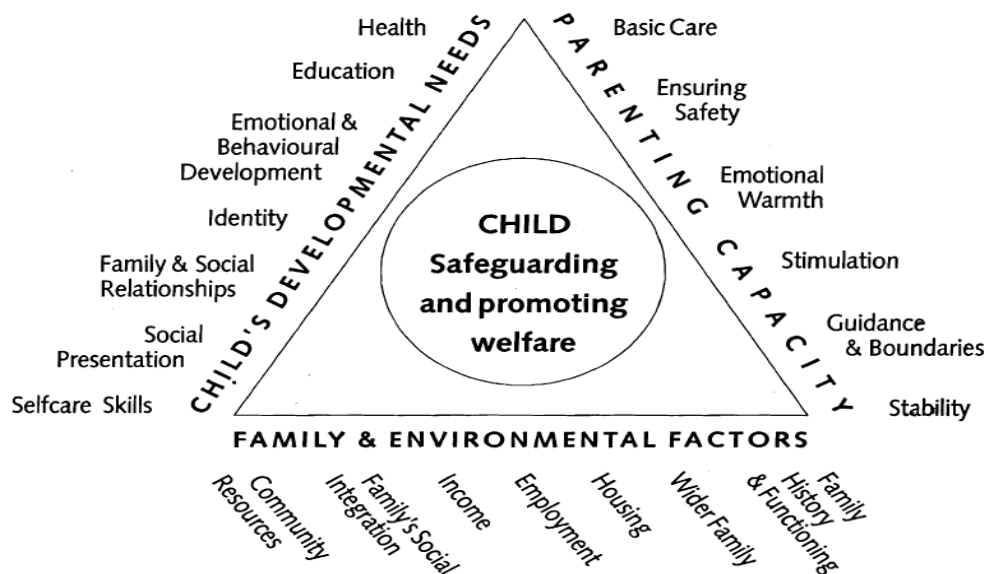 Health
Education
Emotional &
Behavioural
Development
Identity
Family & Social
Relationships
Social
Presentation
Selfcare Skills
CHILD'S DEVELOPMENTAL NEEDS
PARENTING CAPACITY
Basic Care
Ensuring
Safety
Emotional
Warmth
Stimulation
Guidance
& Boundaries
Stability
CHILD
Safeguarding
and promoting
welfare
FAMILY & ENVIRONMENTAL FACTORS
Community
Resources
Family's Social
Integration
Income
Employment
Housing
Wider Family
Family
History
& Functioning